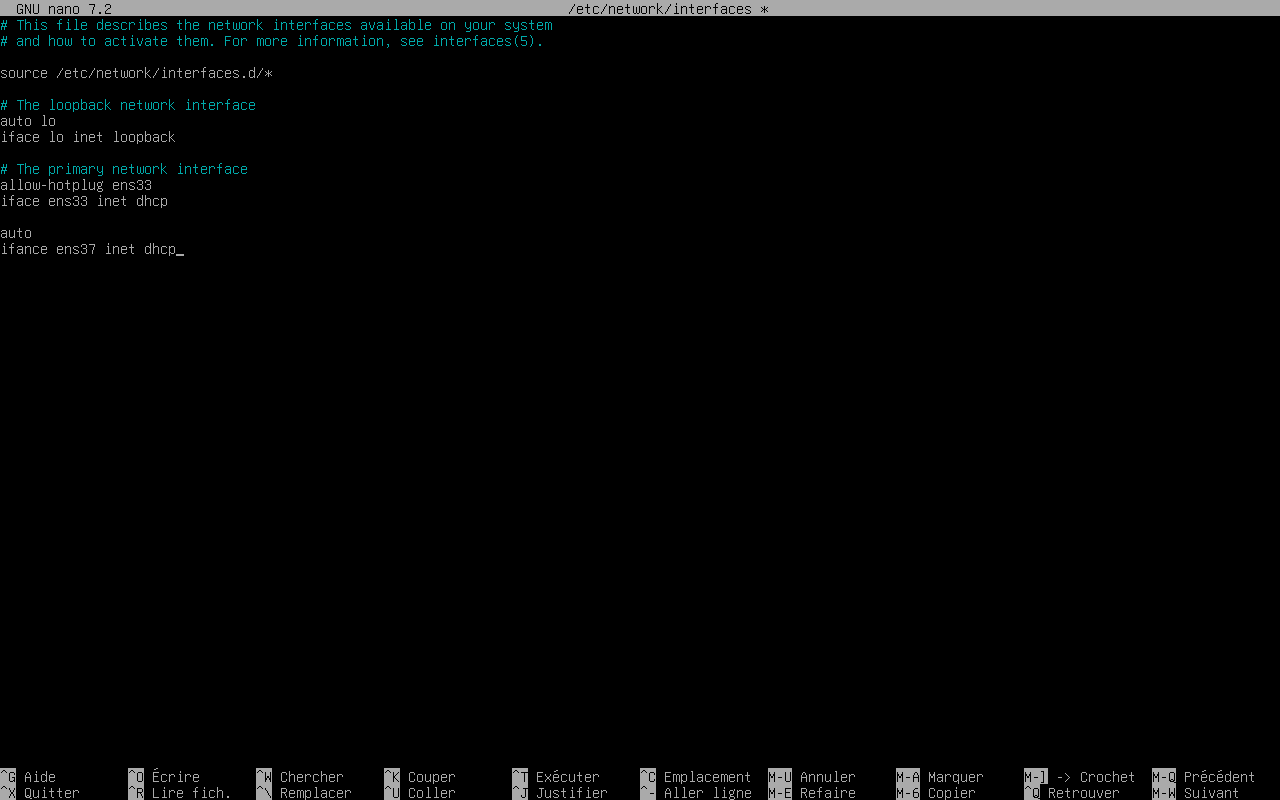 GNU nano 7.2 /etc/network/interfaces *
# This file describes the network interfaces available on your system
# and how to activate them. For more information, see interfaces(5).
source /etc/network/interfaces.d/*
# The loopback network interface
auto lo
iface lo inet loopback
# The primary network interface
allow-hotplug ens33
iface ens33 inet dhcp
auto
ifance ens37 inet dhcp_
^G Aide ^O Écrire ^W Chercher ^K Couper ^T Exécuter ^C Emplacement M-U Annuler M-A Marquer M-] -> Crochet M-Q Précédent
^X Quitter ^R Lire fich. ^\ Remplacer ^U Coller ^J Justifier ^- Aller ligne M-E Refaire M-6 Copier ^Q Retrouver M-W Suivant